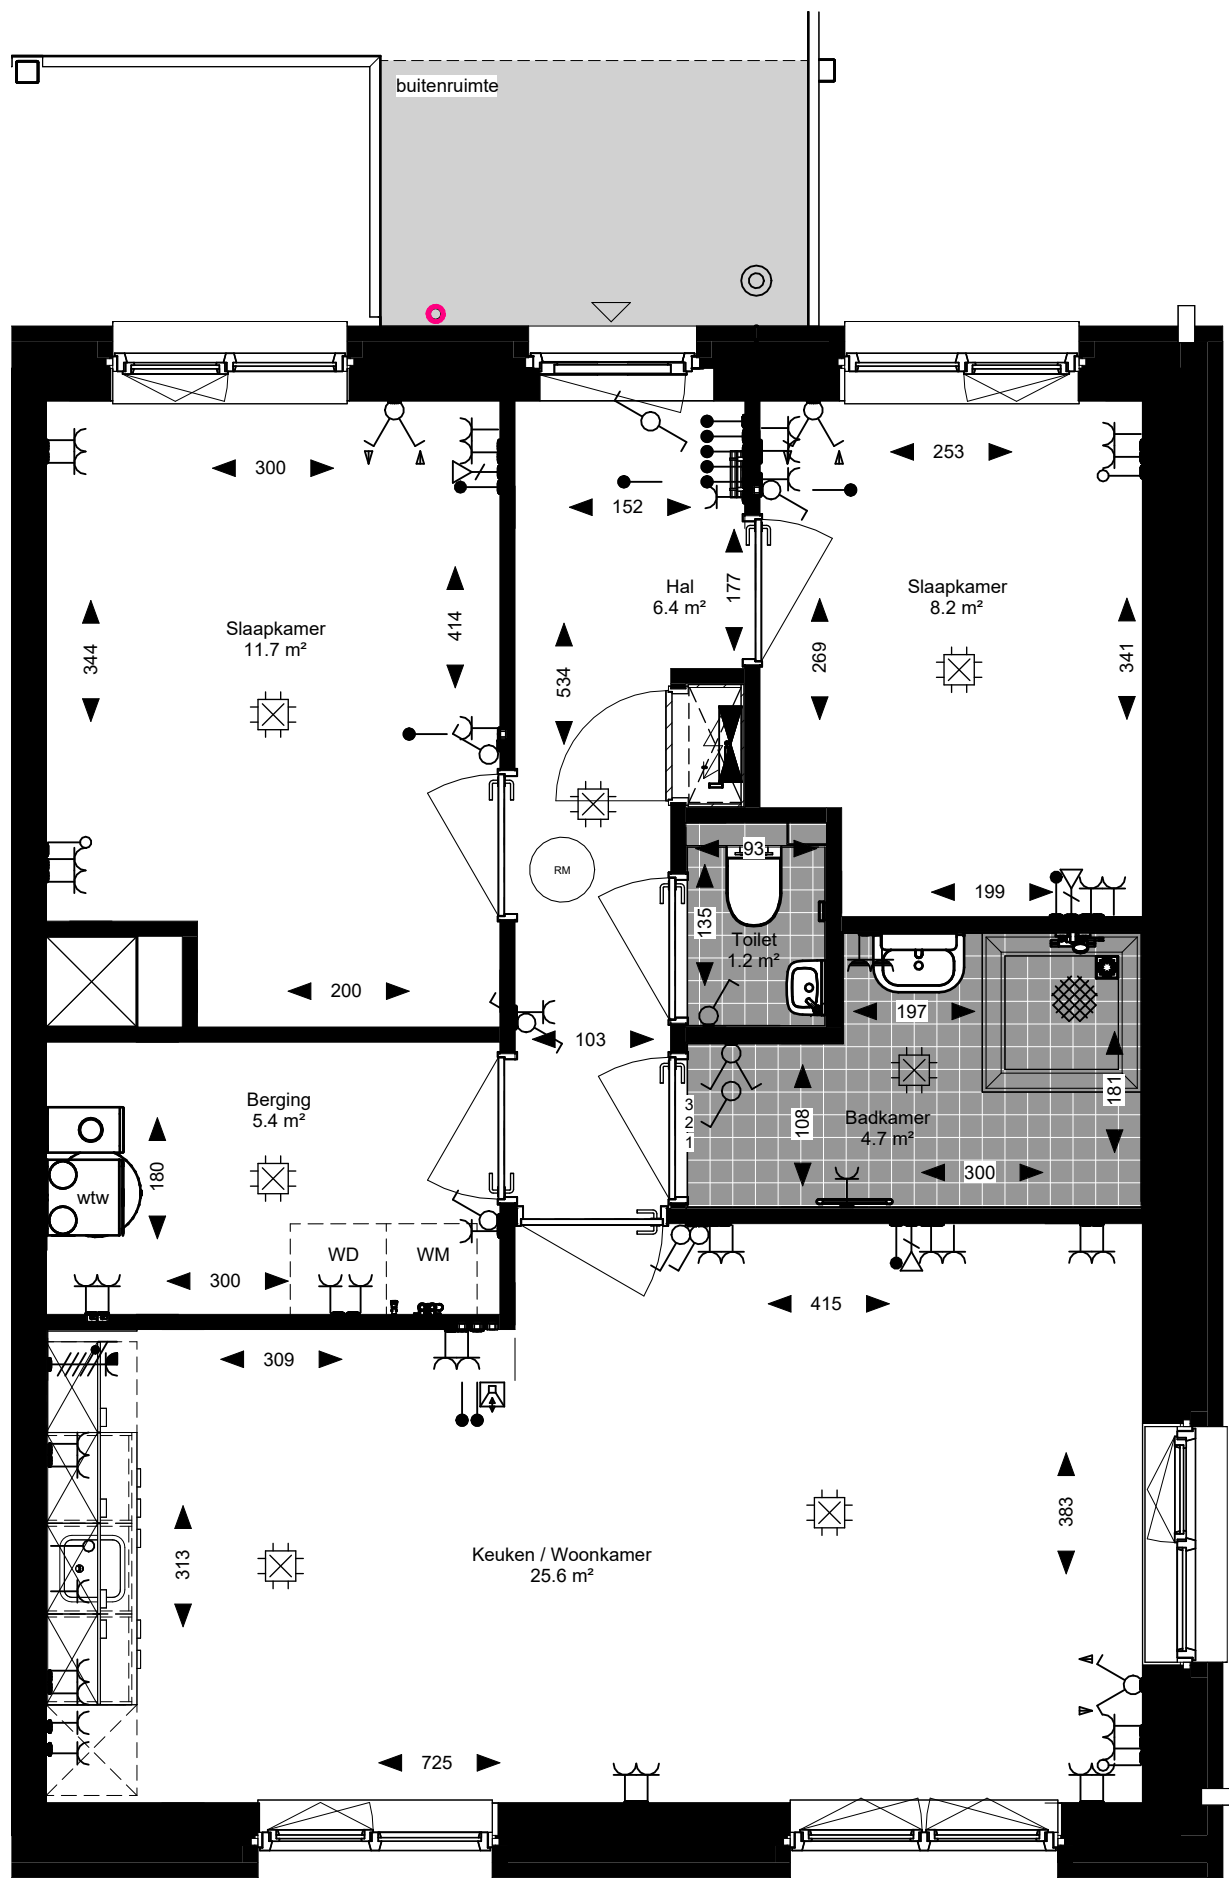 buitenruimte
300
253
152
Hal
6.4 m²
177
Slaapkamer
8.2 m²
Slaapkamer
11.7 m²
414
344
534
269
341
93
RM
135
199
Toilet
1.2 m²
200
197
103
181
Berging
5.4 m²
3
2
1
108
Badkamer
4.7 m²
180
300
wtw
WD
WM
300
415
309
383
313
Keuken / Woonkamer
25.6 m²
725